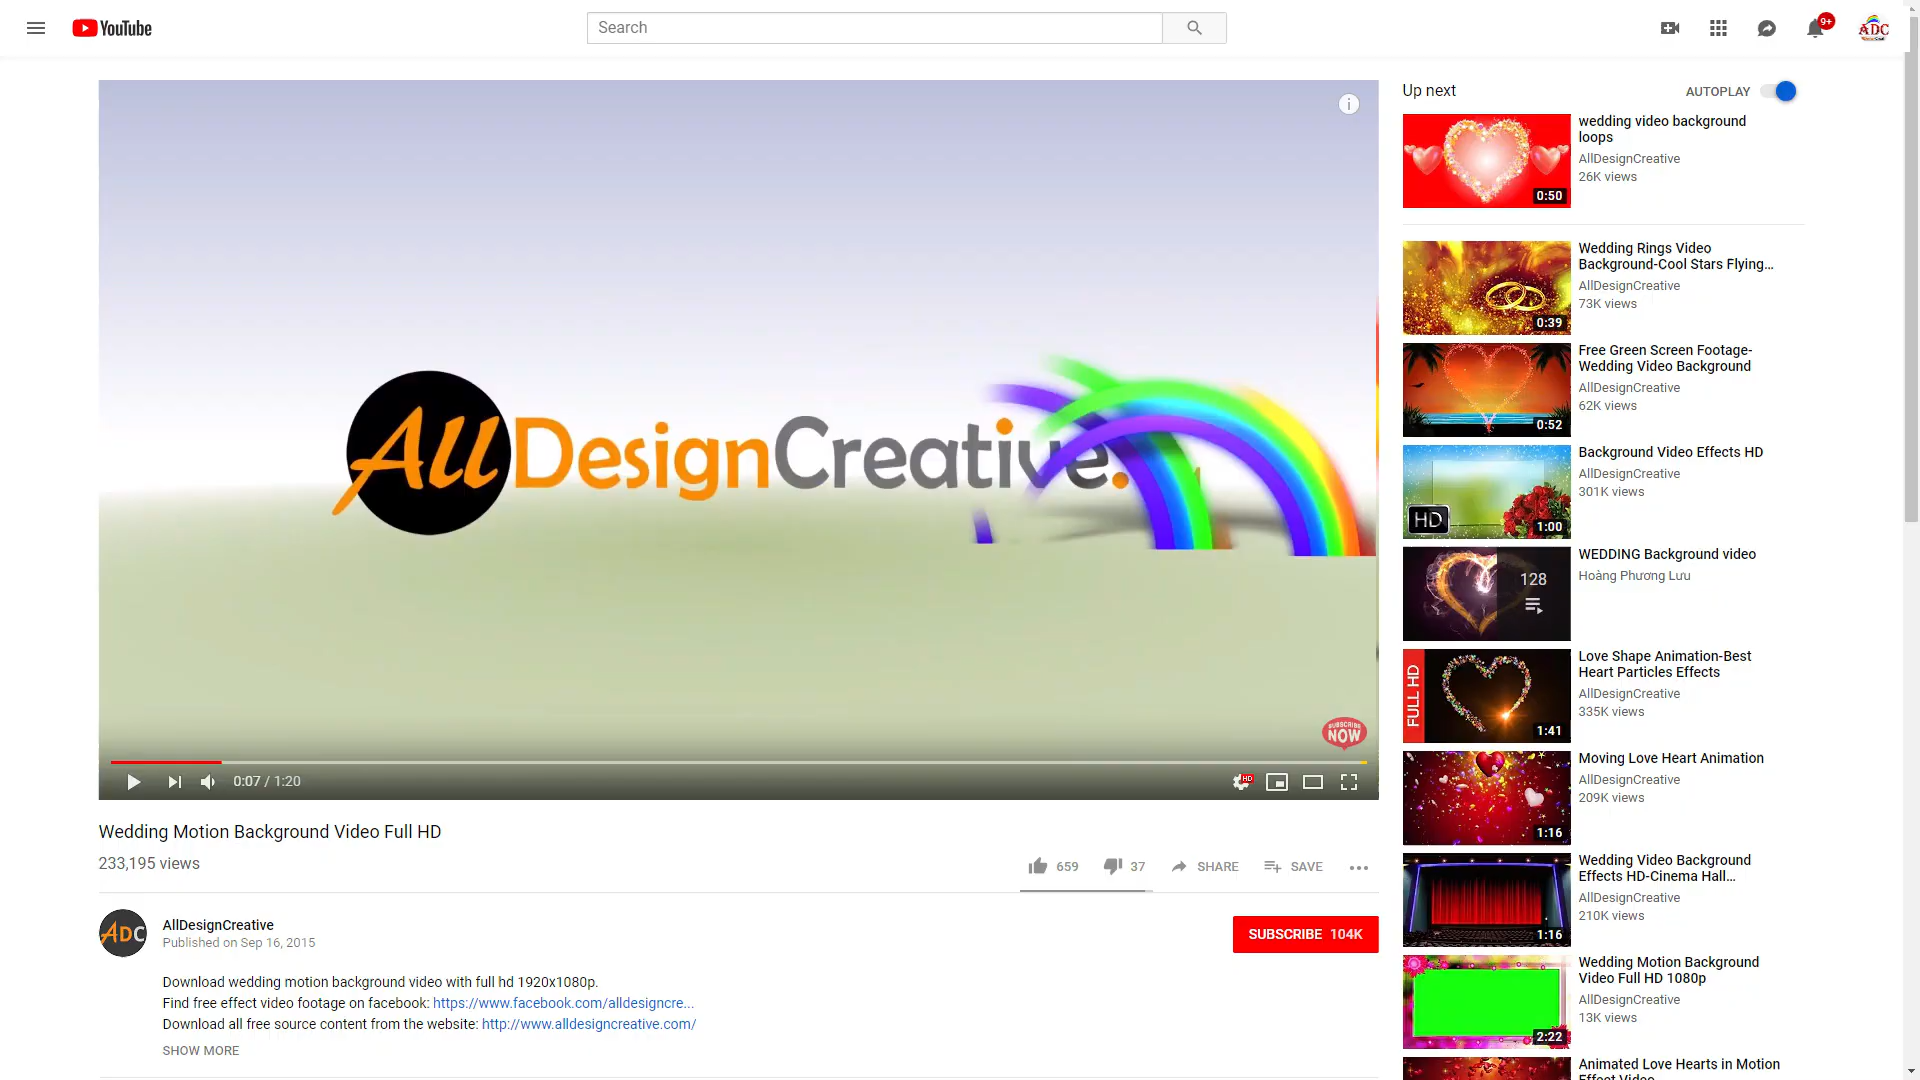 YouTube
Search
9+
ADC
AllDesignCreative.
SUBSCRIBE
NOW
0:07 / 1:20
HD
Wedding Motion Background Video Full HD
233,195 views
659
37
SHARE
SAVE
ADC
AllDesignCreative
Published on Sep 16, 2015
SUBSCRIBE 104K
Download wedding motion background video with full hd 1920x1080p.
Find free effect video footage on facebook: https://www.facebook.com/alldesigncre...
Download all free source content from the website: http://www.alldesigncreative.com/
SHOW MORE
Up next
AUTOPLAY
0:50
wedding video background
loops
AllDesignCreative
26K views
0:39
Wedding Rings Video
Background-Cool Stars Flying...
AllDesignCreative
73K views
0:52
Free Green Screen Footage-
Wedding Video Background
AllDesignCreative
62K views
HD
1:00
Background Video Effects HD
AllDesignCreative
301K views
128
WEDDING Background video
Hoàng Phương Lưu
FULL HD
1:41
Love Shape Animation-Best
Heart Particles Effects
AllDesignCreative
335K views
1:16
Moving Love Heart Animation
AllDesignCreative
209K views
1:16
Wedding Video Background
Effects HD-Cinema Hall...
AllDesignCreative
210K views
2:22
Wedding Motion Background
Video Full HD 1080p
AllDesignCreative
13K views
Animated Love Hearts in Motion
Effect Video